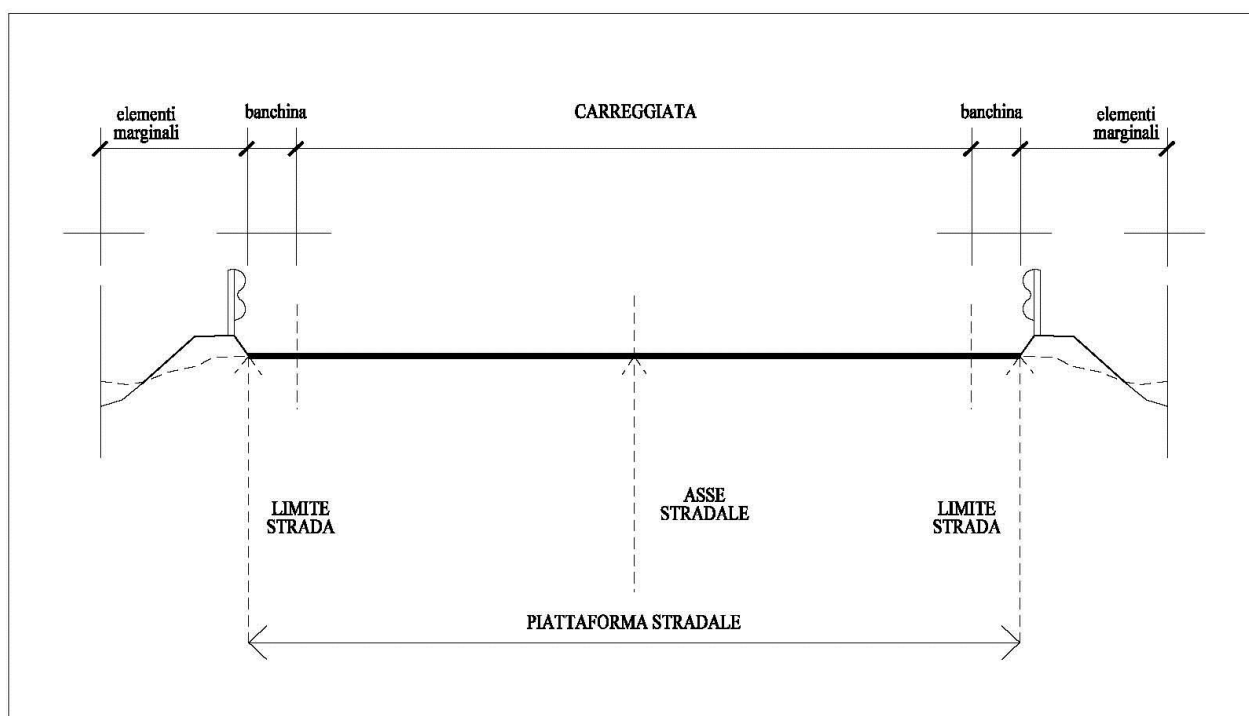 elementi
marginali
banchina
CARREGGIATA
banchina
elementi
marginali
LIMITE
STRADA
ASSE
STRADALE
LIMITE
STRADA
PIATTAFORMA STRADALE